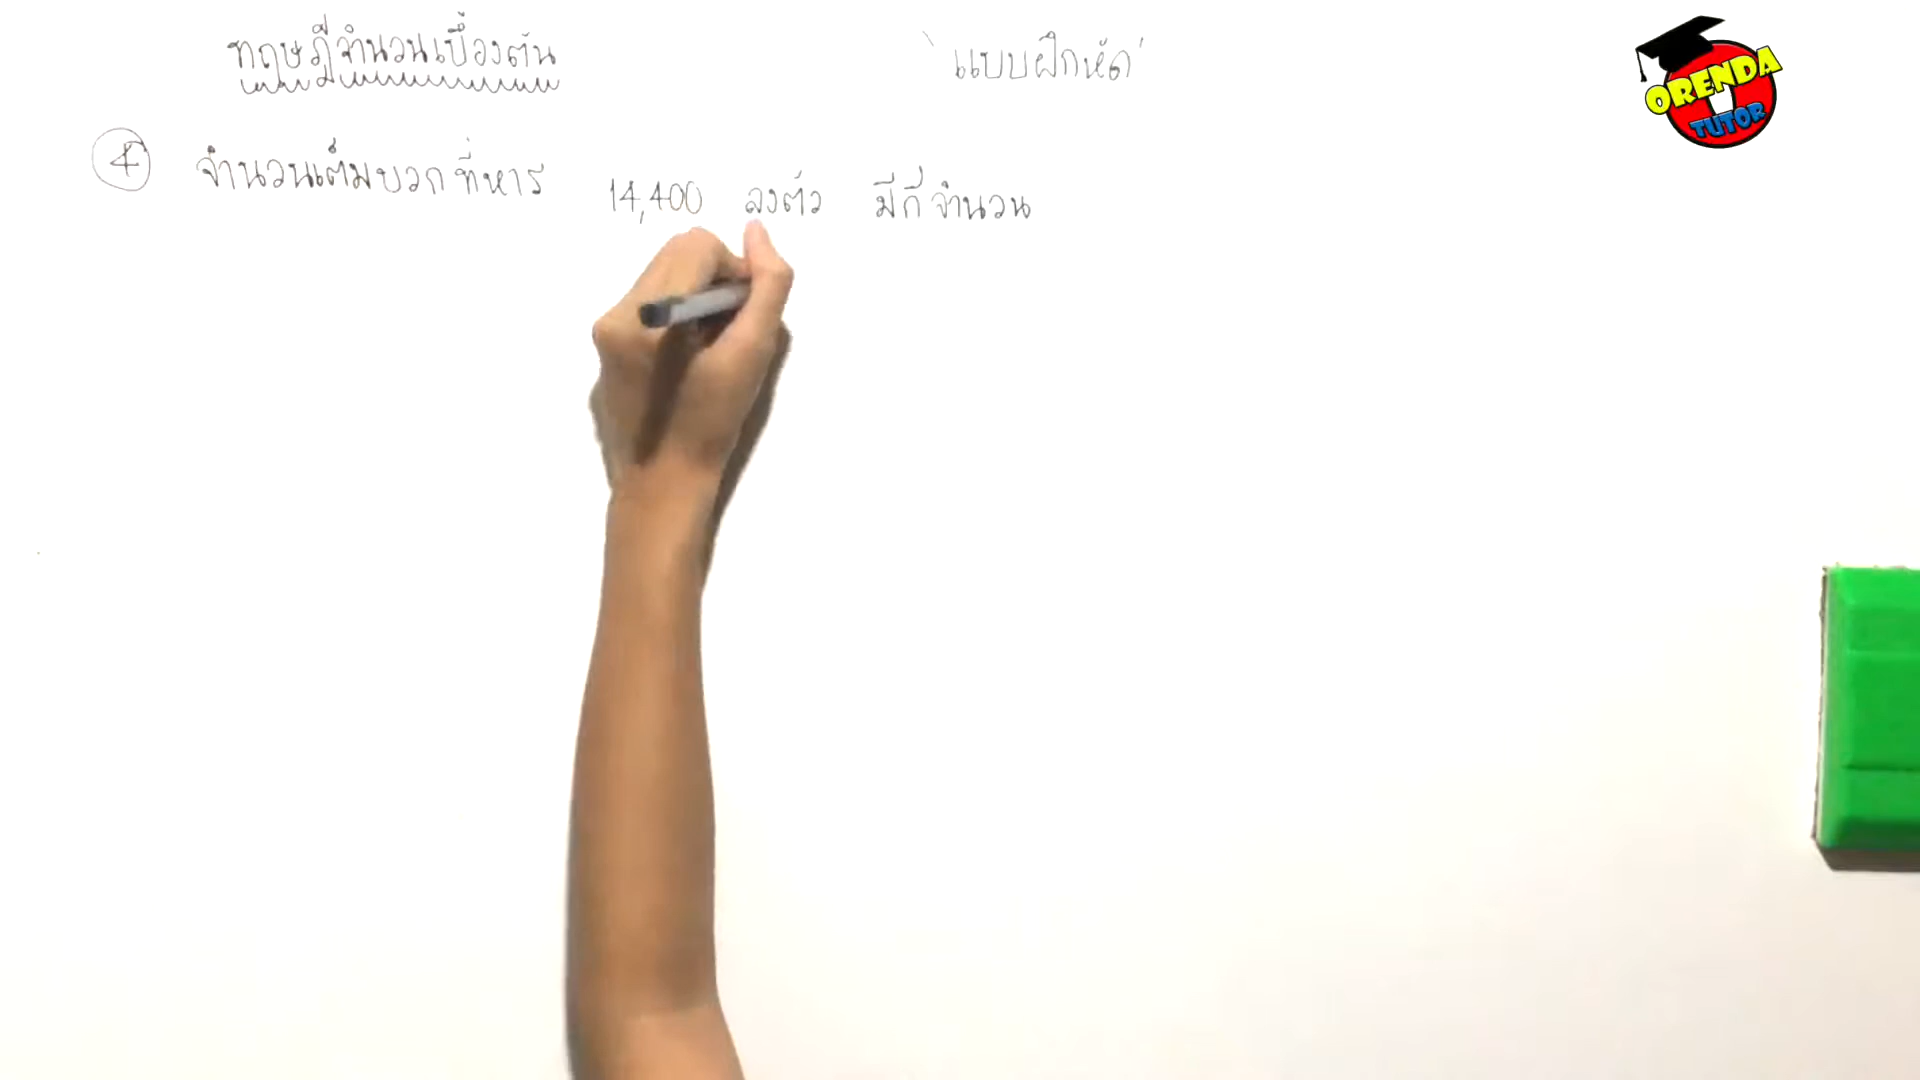 ทฤษฎีจำนวนเบื้องต้น
'แบบฝึกหัด'
ORENDA
TUTOR
4 จำนวนเต็มบวกที่หาร 14,400 ลงตัว มีกี่จำนวน